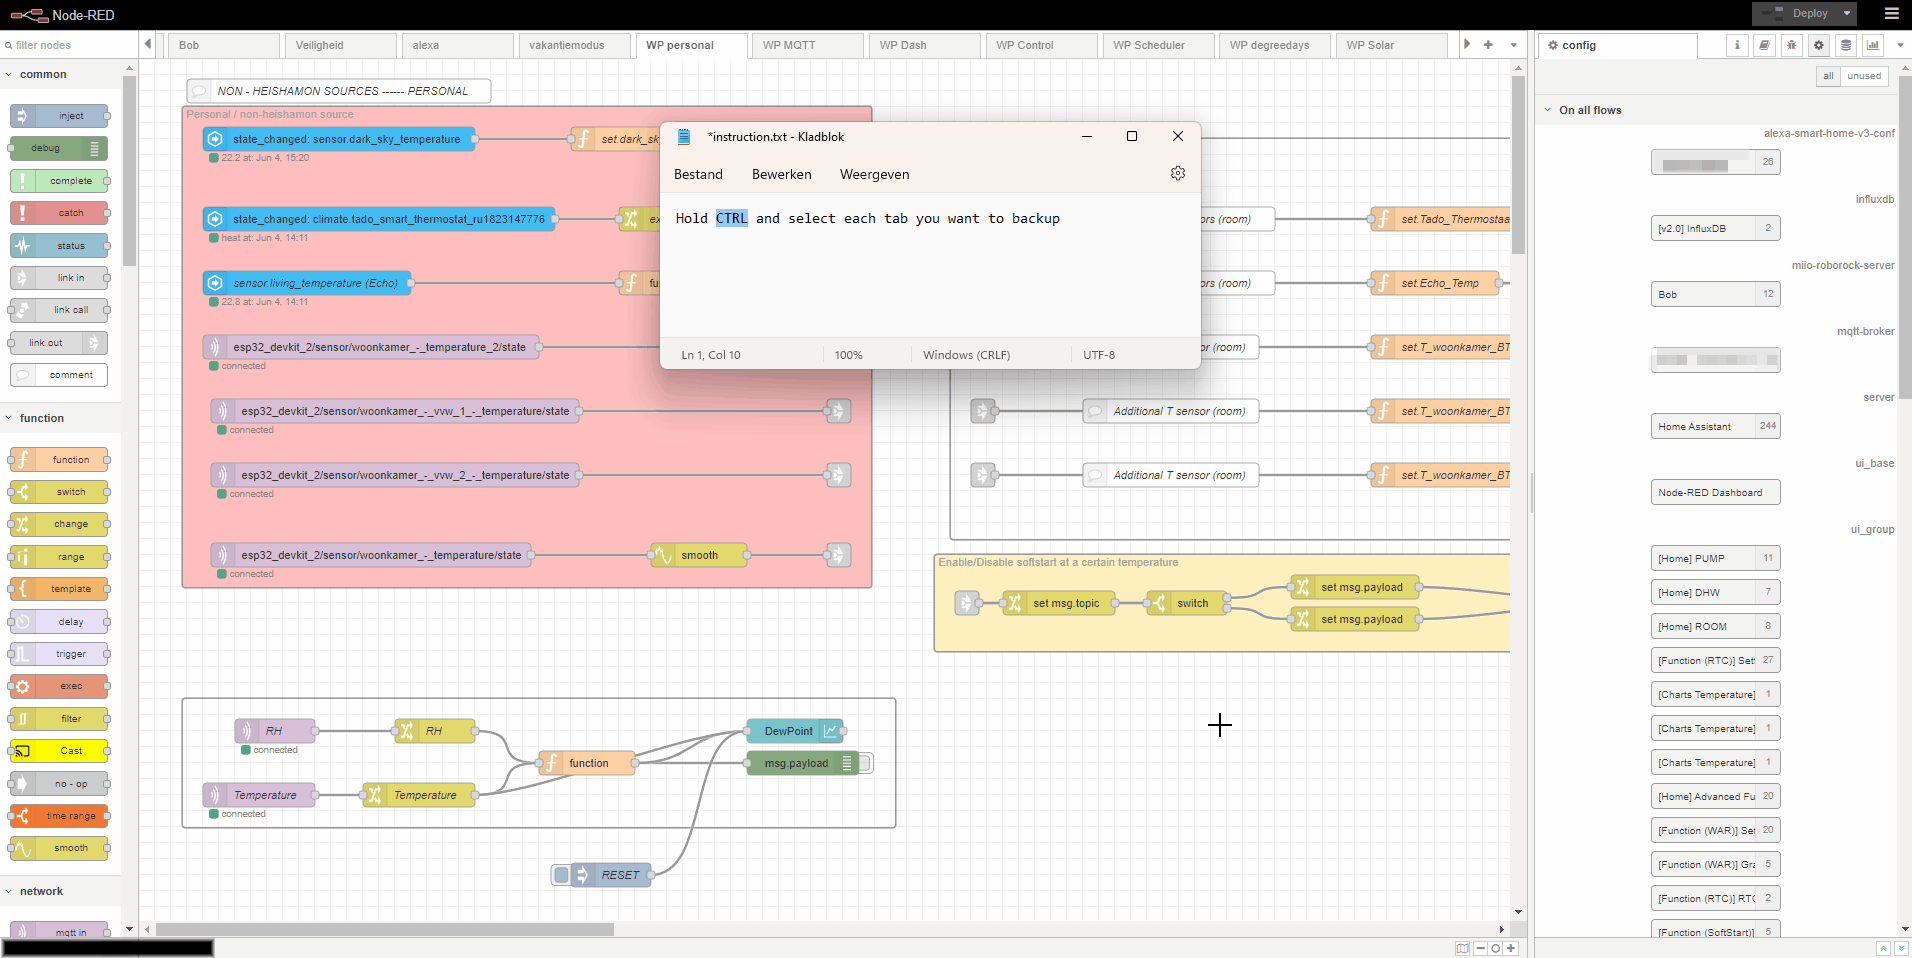 Node-RED
Deploy
filter nodes
Bob
Veiligheid
alexa
vakantiemodus
WP personal
WP MQTT
WP Dash
WP Control
WP Scheduler
WP degreedays
WP Solar
config
all
unused
common
inject
debug
complete
catch
status
link in
link call
link out
comment
function
function
switch
change
range
template
delay
trigger
exec
filter
Cast
no - op
time range
smooth
network
mqtt in
NON - HEISHAMON SOURCES ------ PERSONAL
Personal / non-heishamon source
state_changed: sensor.dark_sky_temperature
22.2 at: Jun 4, 15:20
set.dark_sk
state_changed: climate.tado_smart_thermostat_ru1823147776
heat at: Jun 4, 14:11
sensor.living_temperature (Echo)
22.8 at: Jun 4, 14:11
esp32_devkit_2/sensor/woonkamer_-_temperature_2/state
connected
esp32_devkit_2/sensor/woonkamer_-_vvw_1_-_temperature/state
connected
esp32_devkit_2/sensor/woonkamer_-_vvw_2_-_temperature/state
connected
esp32_devkit_2/sensor/woonkamer_-_temperature/state
connected
smooth
*instruction.txt - Kladblok
Bestand
Bewerken
Weergeven
Hold CTRL and select each tab you want to backup
Ln 1, Col 10
100%
Windows (CRLF)
UTF-8
ors (room)
set.Tado_Thermostaa
ors (room)
set.Echo_Temp
or (room)
set.T_woonkamer_BT
Additional T sensor (room)
set.T_woonkamer_BT
Additional T sensor (room)
set.T_woonkamer_BT
Enable/Disable softstart at a certain temperature
set msg.topic
switch
set msg.payload
set msg.payload
RH
connected
RH
Temperature
connected
Temperature
function
DewPoint
msg.payload
RESET
On all flows
alexa-smart-home-v3-conf
26
influxdb
[v2.0] InfluxDB 2
miio-roborock-server
Bob 12
mqtt-broker
server
Home Assistant 244
ui_base
Node-RED Dashboard
ui_group
[Home] PUMP 11
[Home] DHW 7
[Home] ROOM 8
[Function (RTC)] Set 27
[Charts Temperature] 1
[Charts Temperature] 1
[Charts Temperature] 1
[Home] Advanced Fu 20
[Function (WAR)] Set 20
[Function (WAR)] Gra 5
[Function (RTC)] RTC 2
[Function (SoftStart)] 5